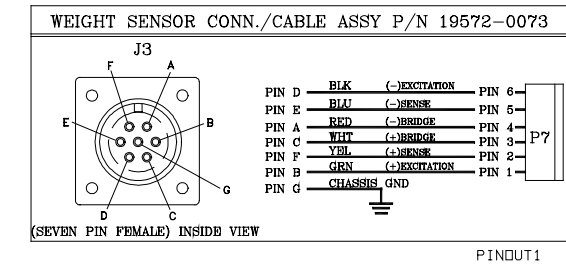 WEIGHT SENSOR CONN./CABLE ASSY P/N 19572-0073
J3
F
A
E
B
G
D
C
(SEVEN PIN FEMALE) INSIDE VIEW
PIN D BLK (-)EXCITATION PIN 6
PIN E BLU (-)SENSE PIN 5
PIN A RED (-)BRIDGE PIN 4
PIN C WHT (+)BRIDGE PIN 3
PIN F YEL (+)SENSE PIN 2
PIN B GRN (+)EXCITATION PIN 1
PIN G CHASSIS GND
P7
PINOUT1